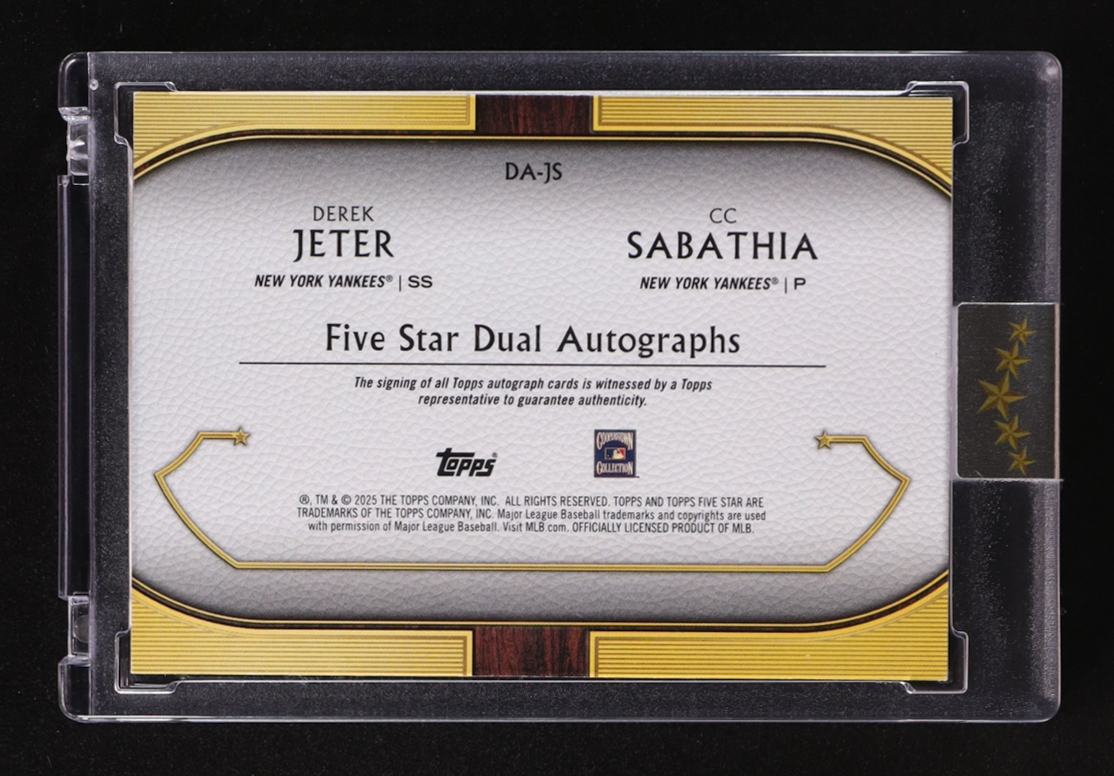 DA-JS
DEREK
JETER
NEW YORK YANKEES® | SS
CC
SABATHIA
NEW YORK YANKEES® | P
Five Star Dual Autographs
The signing of all Topps autograph cards is witnessed by a Topps
representative to guarantee authenticity.
topps®
COOPERSTOWN
COLLECTION
®, TM & © 2025 THE TOPPS COMPANY, INC. ALL RIGHTS RESERVED. TOPPS AND TOPPS FIVE STAR ARE
TRADEMARKS OF THE TOPPS COMPANY, INC. Major League Baseball trademarks and copyrights are used
with permission of Major League Baseball. Visit MLB.com. OFFICIALLY LICENSED PRODUCT OF MLB.